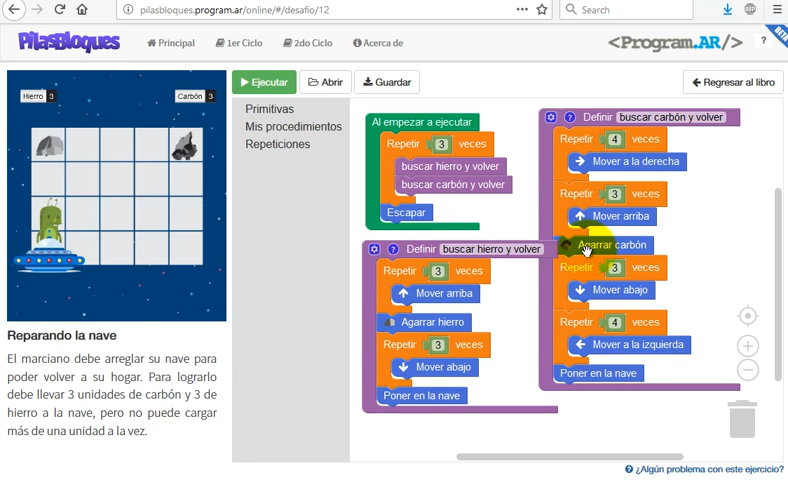 pilasbloques.program.ar/online/#/desafio/12
Search
ABP
PilasBloques
Principal
1er Ciclo
2do Ciclo
Acerca de
<Program.AR/>
?
BETA
Ejecutar
Abrir
Guardar
Regresar al libro
Hierro 3
Carbón 3
Primitivas
Mis procedimientos
Repeticiones
Al empezar a ejecutar
Repetir 3 veces
buscar hierro y volver
buscar carbón y volver
Escapar
? Definir buscar hierro y volver
Repetir 3 veces
Mover arriba
Agarrar hierro
Repetir 3 veces
Mover abajo
Poner en la nave
? Definir buscar carbón y volver
Repetir 4 veces
Mover a la derecha
Repetir 3 veces
Mover arriba
Agarrar carbón
Repetir 3 veces
Mover abajo
Repetir 4 veces
Mover a la izquierda
Poner en la nave
Reparando la nave
El marciano debe arreglar su nave para
poder volver a su hogar. Para lograrlo
debe llevar 3 unidades de carbón y 3 de
hierro a la nave, pero no puede cargar
más de una unidad a la vez.
¿Algún problema con este ejercicio?